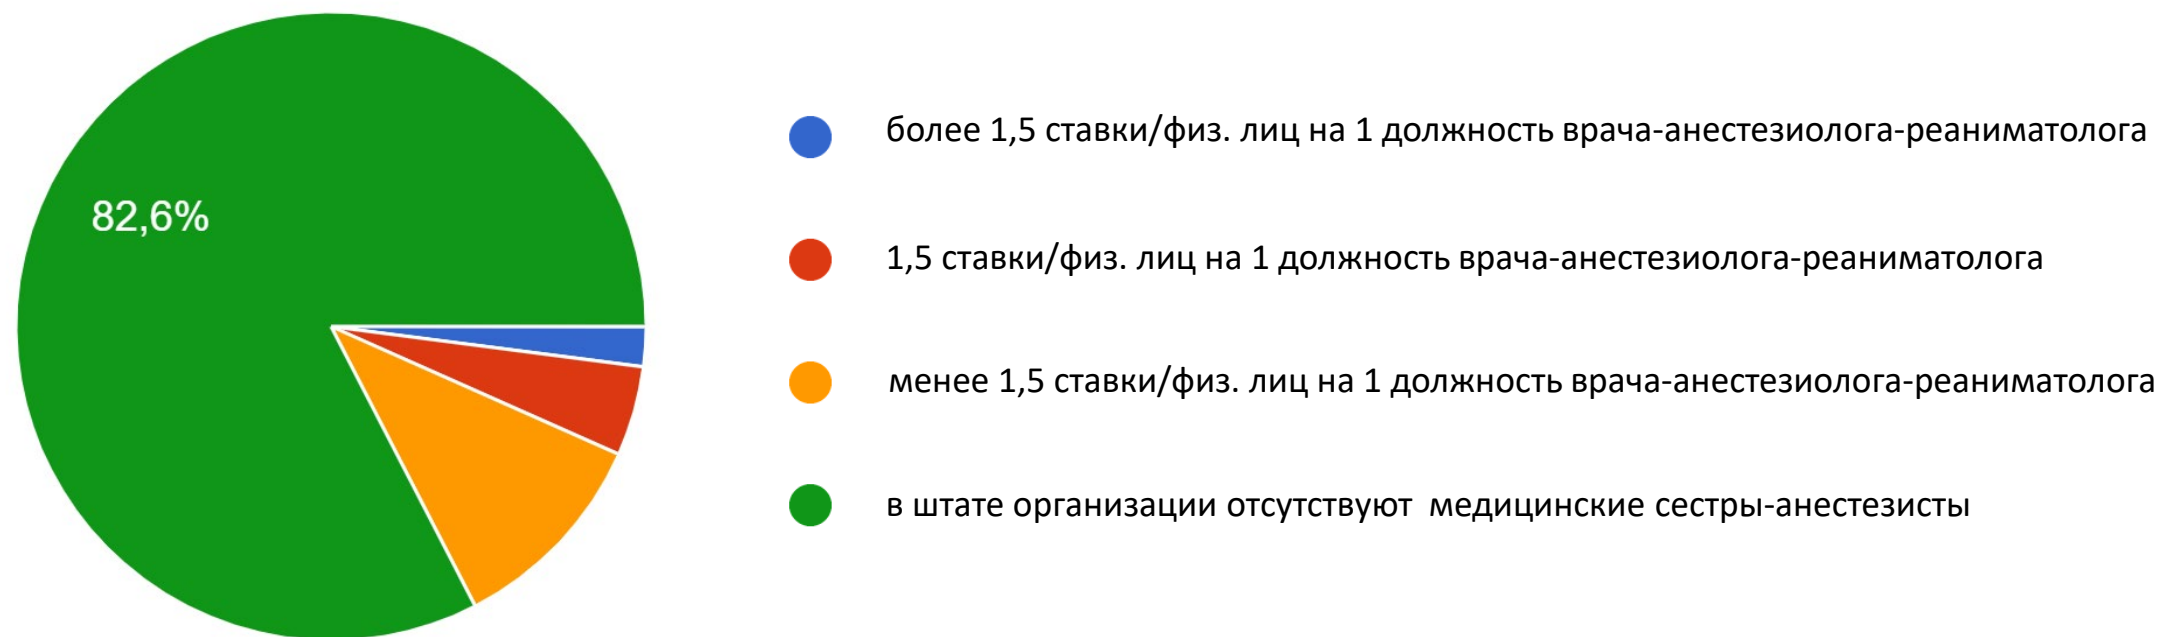 более 1,5 ставки/физ. лиц на 1 должность врача-анестезиолога-реаниматолога
82,6%
1,5 ставки/физ. лиц на 1 должность врача-анестезиолога-реаниматолога
менее 1,5 ставки/физ. лиц на 1 должность врача-анестезиолога-реаниматолога
в штате организации отсутствуют  медицинские сестры-анестезисты